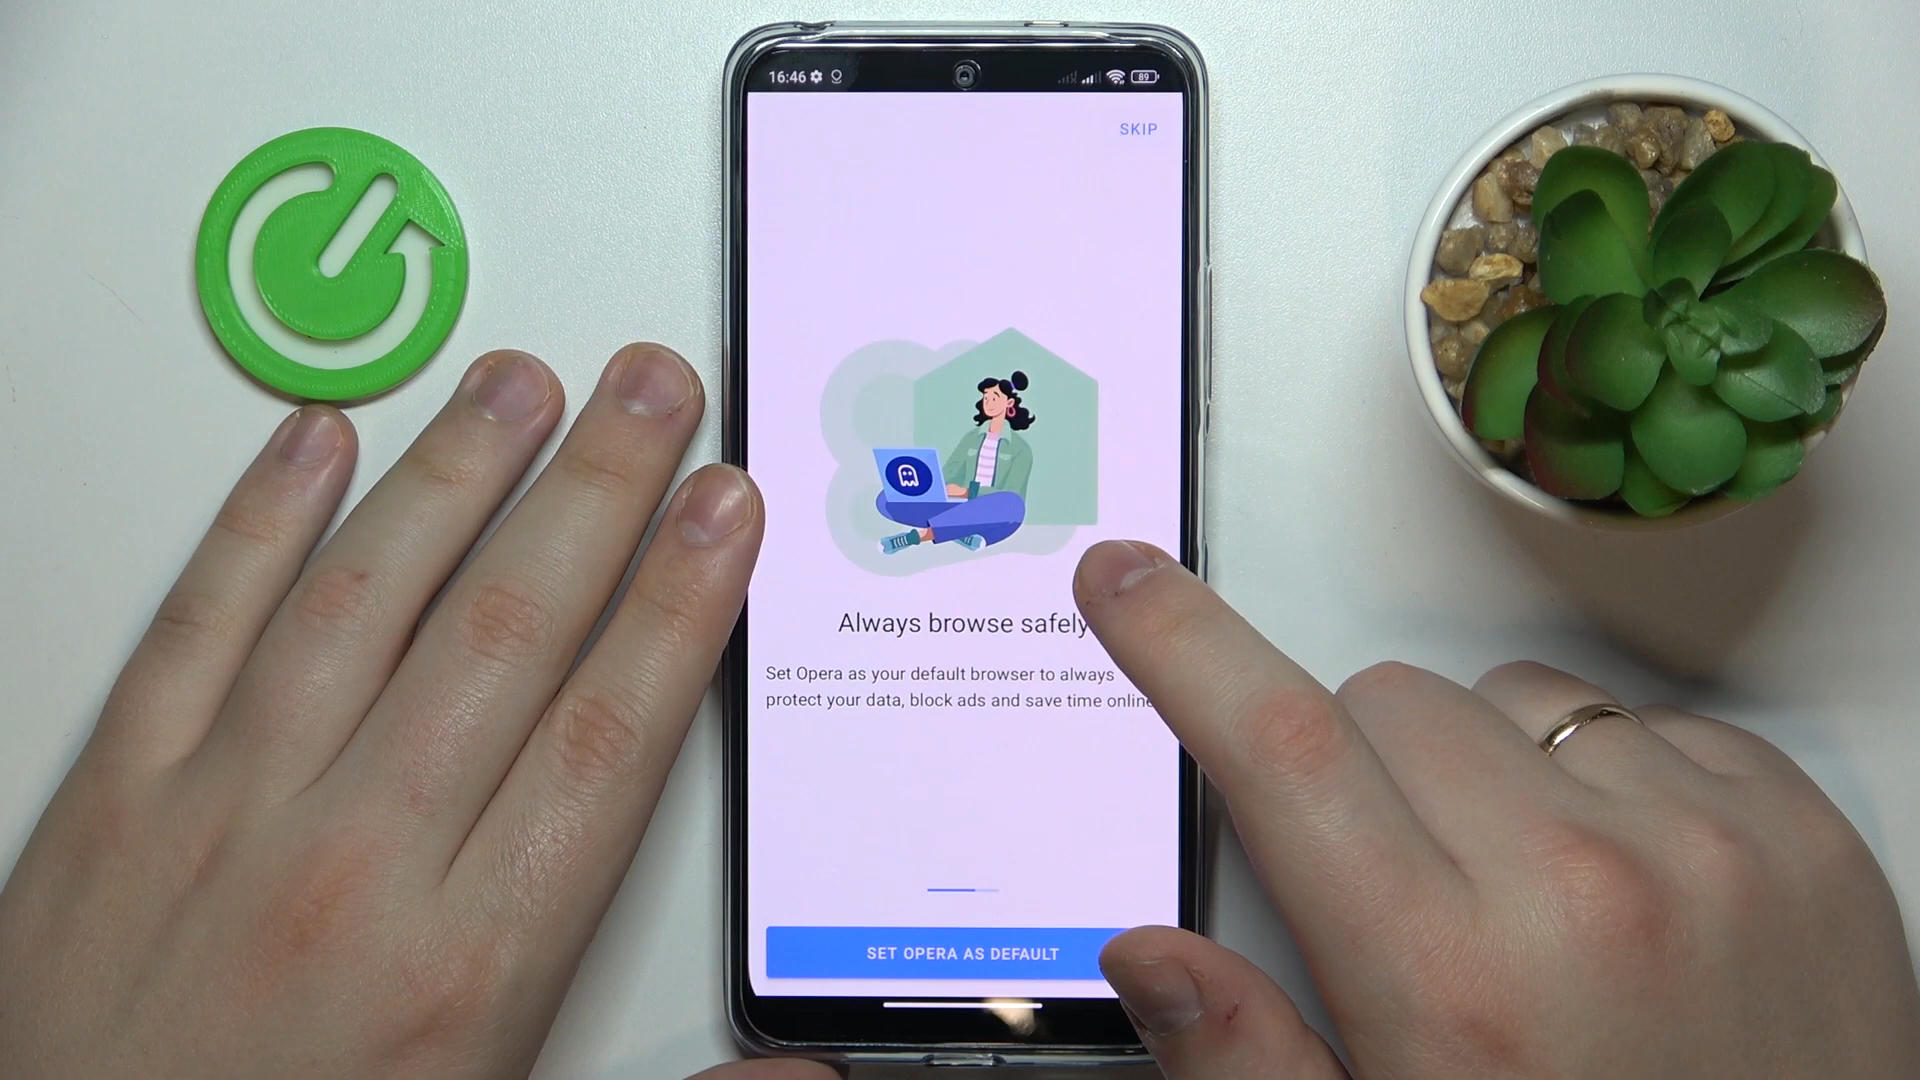 16:46
89
SKIP
Always browse safely
Set Opera as your default browser to always
protect your data, block ads and save time online
SET OPERA AS DEFAULT